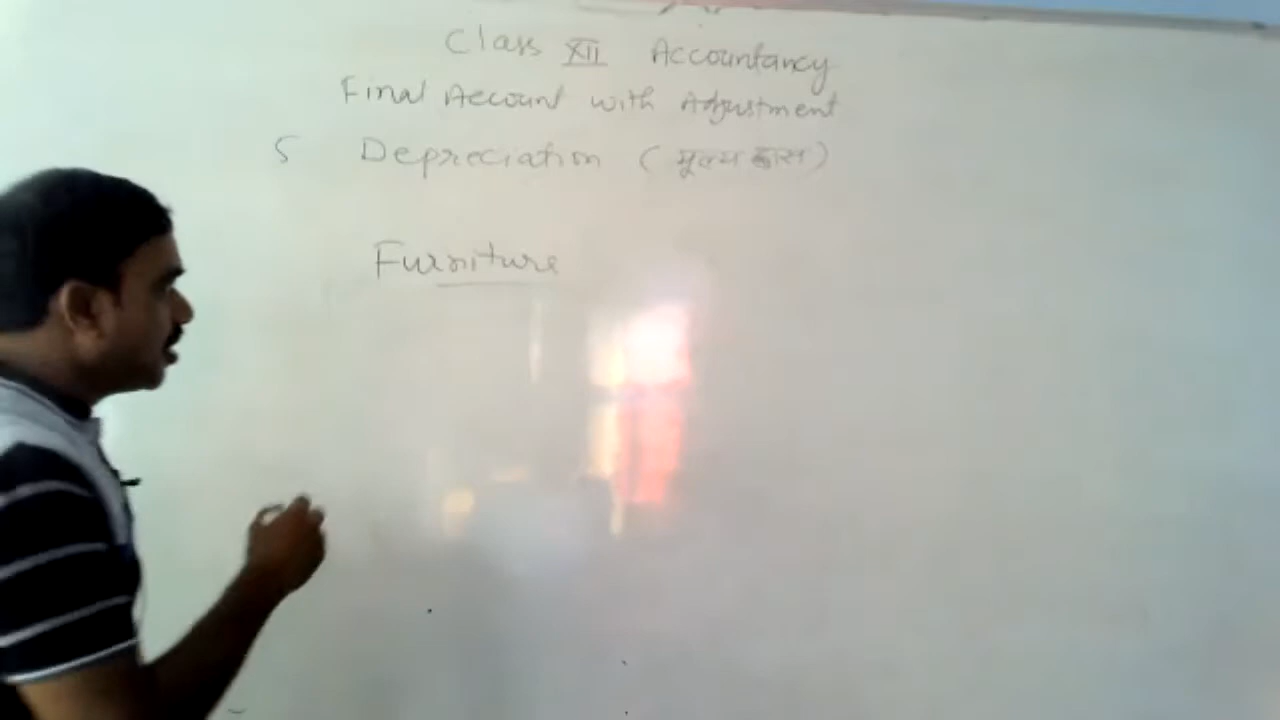 Class XII Accountancy
Final Account with Adjustment
5 Depreciation (मूल्य ह्रास)
Furniture